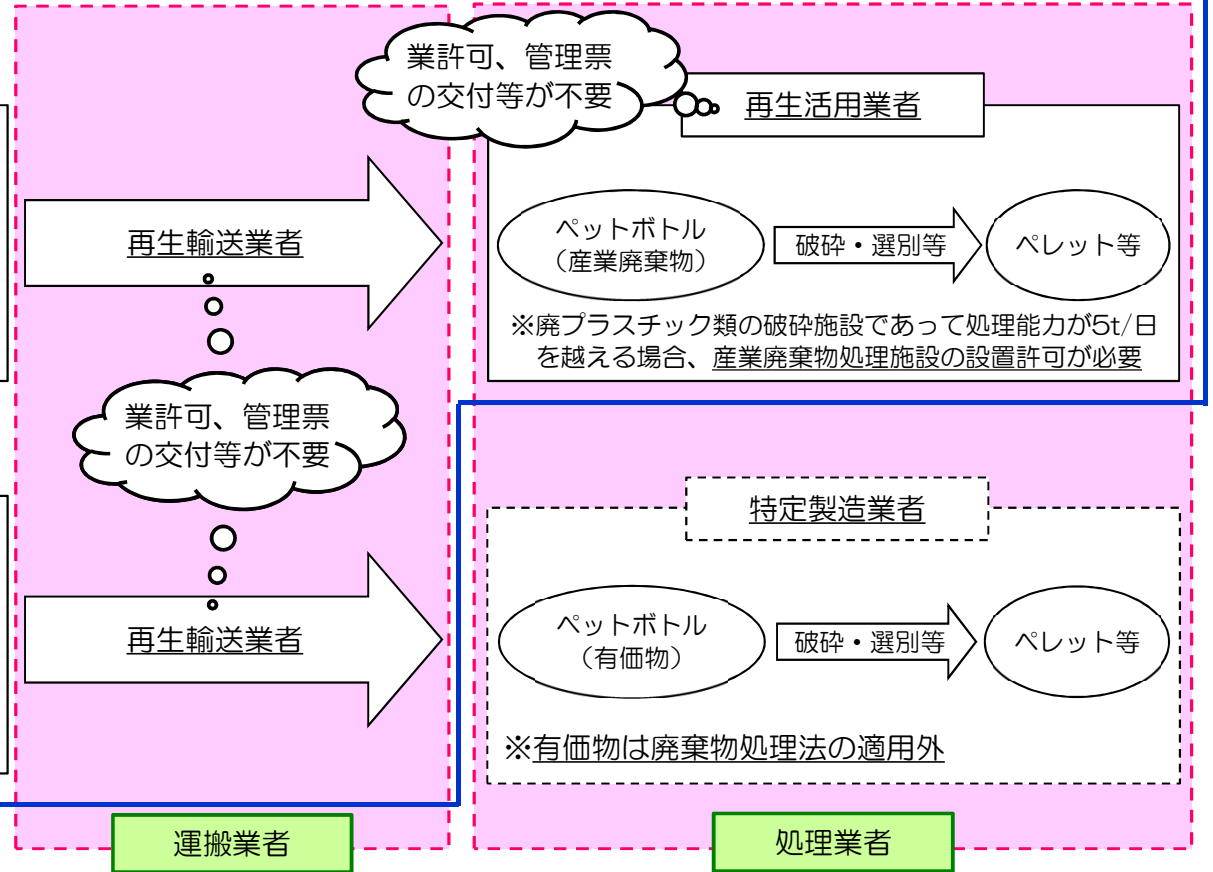 業許可、管理票
の交付等が不要
再生活用業者
再生輸送業者
ペットボトル
（産業廃棄物）
破砕・選別等
ペレット等
※廃プラスチック類の破砕施設であって処理能力が5t/日
を越える場合、産業廃棄物処理施設の設置許可が必要
業許可、管理票
の交付等が不要
特定製造業者
再生輸送業者
ペットボトル
（有価物）
破砕・選別等
ペレット等
※有価物は廃棄物処理法の適用外
運搬業者
処理業者